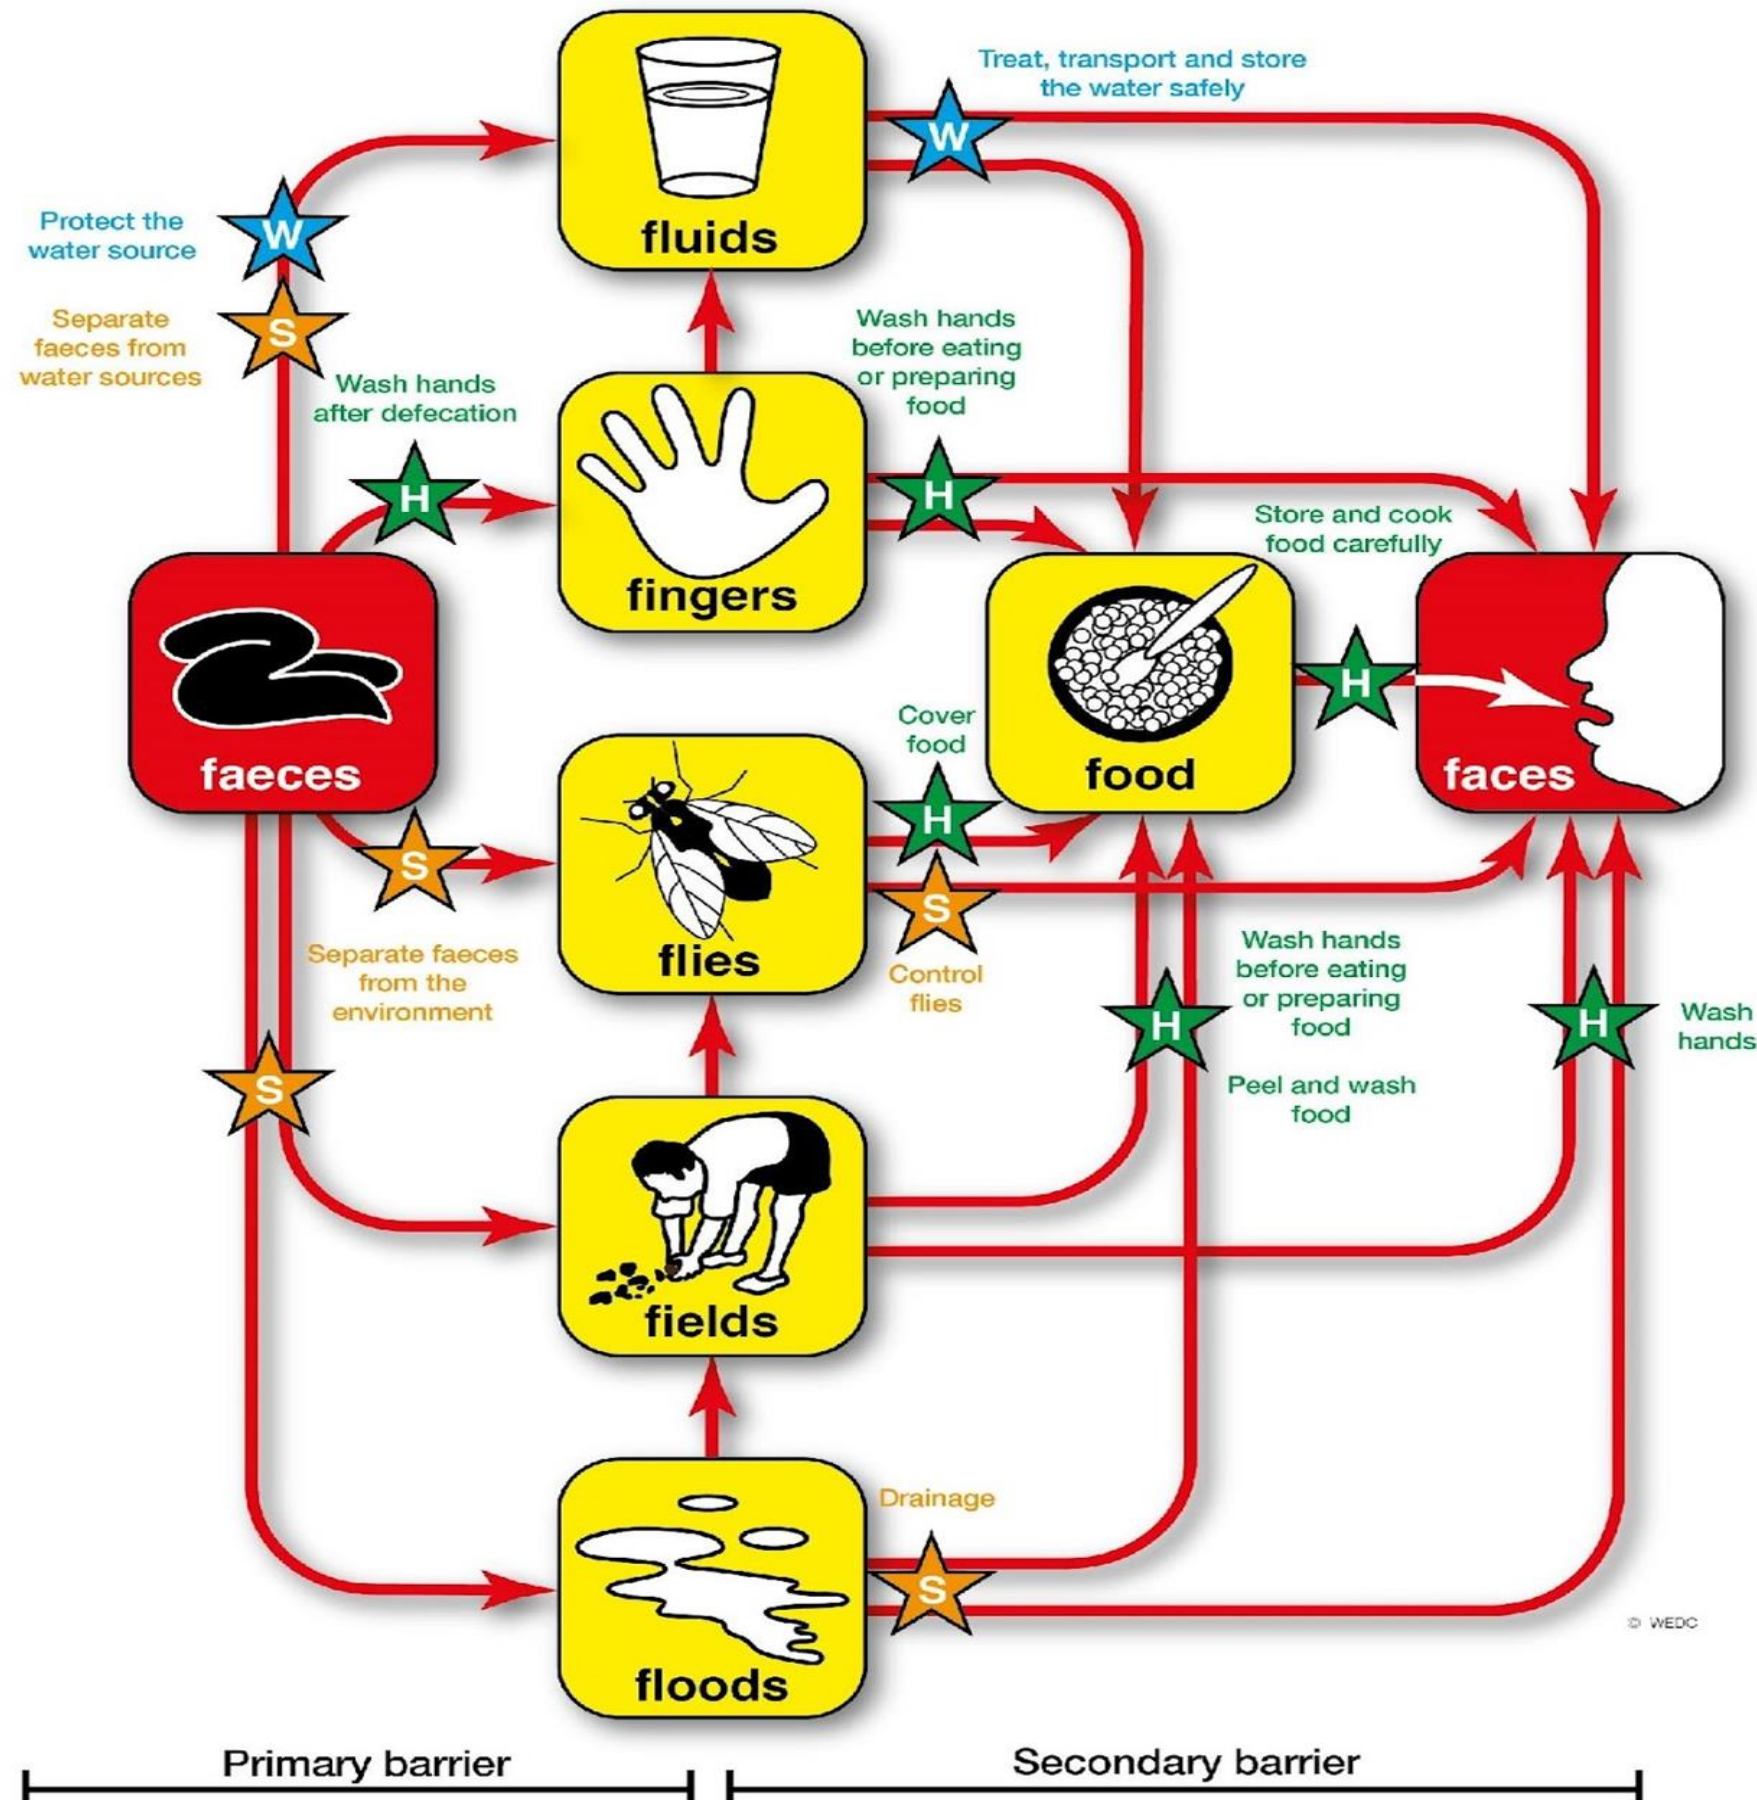 Treat, transport and store
the water safely
W
fluids
Protect the
water source
W
Separate
faeces from
water sources
S
Wash hands
after defecation
H
Wash hands
before eating
or preparing
food
H
fingers
Store and cook
food carefully
H
faeces
food
faces
Cover
food
H
S
flies
S
Control
flies
Separate faeces
from the
environment
S
Wash hands
before eating
or preparing
food
H
Peel and wash
food
H
Wash
hands
fields
Drainage
S
floods
© WEDC
Primary barrier
Secondary barrier